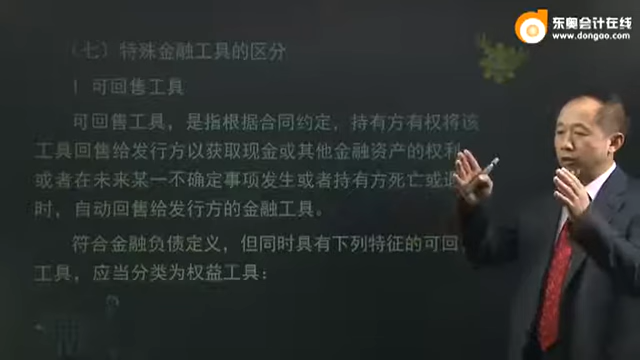 东奥会计在线
www.dongao.com
（七）特殊金融工具的区分
1 可回售工具
可回售工具，是指根据合同约定，持有方有权将该
工具回售给发行方以获取现金或其他金融资产的权利，
或者在未来某一不确定事项发生或者持有方死亡或
时，自动回售给发行方的金融工具。
符合金融负债定义，但同时具有下列特征的可回
工具，应当分类为权益工具：